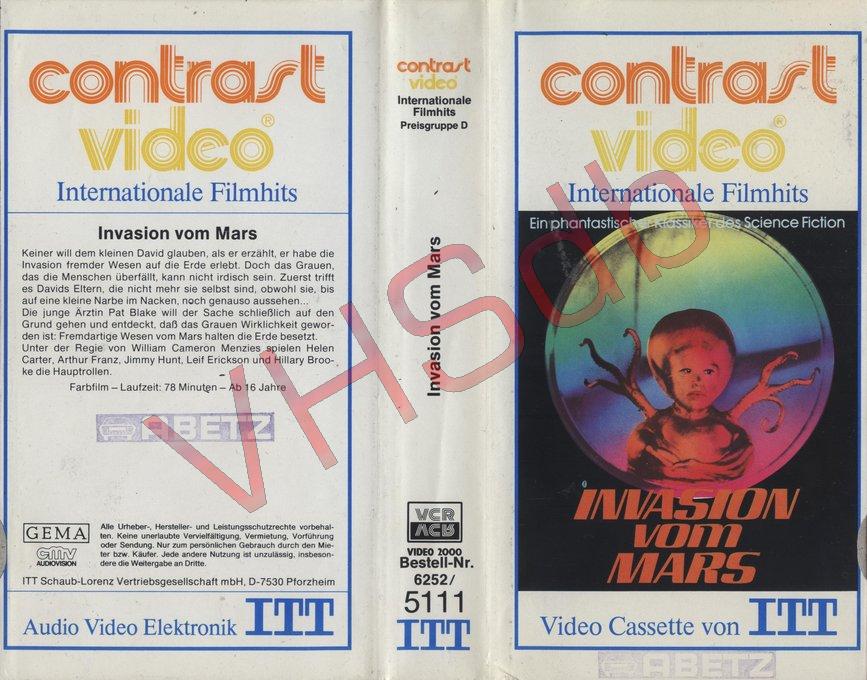 contrast
video®
Internationale Filmhits
Invasion vom Mars
Keiner will dem kleinen David glauben, als er erzählt, er habe die
Invasion fremder Wesen auf die Erde erlebt. Doch das Grauen,
das die Menschen überfällt, kann nicht irdisch sein. Zuerst trifft
es Davids Eltern, die nicht mehr sie selbst sind, obwohl sie, bis
auf eine kleine Narbe im Nacken, noch genauso aussehen...
Die junge Ärztin Pat Blake will der Sache schließlich auf den
Grund gehen und entdeckt, daß das Grauen Wirklichkeit gewor-
den ist: Fremdartige Wesen vom Mars halten die Erde besetzt.
Unter der Regie von William Cameron Menzies spielen Helen
Carter, Arthur Franz, Jimmy Hunt, Leif Erickson und Hillary Broo-
ke die Hauptrollen.
Farbfilm – Laufzeit: 78 Minuten – Ab 16 Jahre
ABETZ
GEMA
CMV
AUDIOVISION
Alle Urheber-, Hersteller- und Leistungsschutzrechte vorbehal-
ten. Keine unerlaubte Vervielfältigung, Vermietung, Vorführung
oder Sendung. Nur zum persönlichen Gebrauch durch den Mie-
ter bzw. Käufer. Jede andere Nutzung ist unzulässig, insbeson-
dere die Weitergabe an Dritte.
ITT Schaub-Lorenz Vertriebsgesellschaft mbH, D-7530 Pforzheim
Audio Video Elektronik ITT
contrast
video®
Internationale
Filmhits
Preisgruppe D
Invasion vom Mars
VCR
VIDEO 2000
Bestell-Nr.
6252/
5111
ITT
contrast
video®
Internationale Filmhits
Ein phantastischer Klassiker des Science Fiction
INVASION
VOM
MARS
Video Cassette von ITT
ABETZ
VHSdb